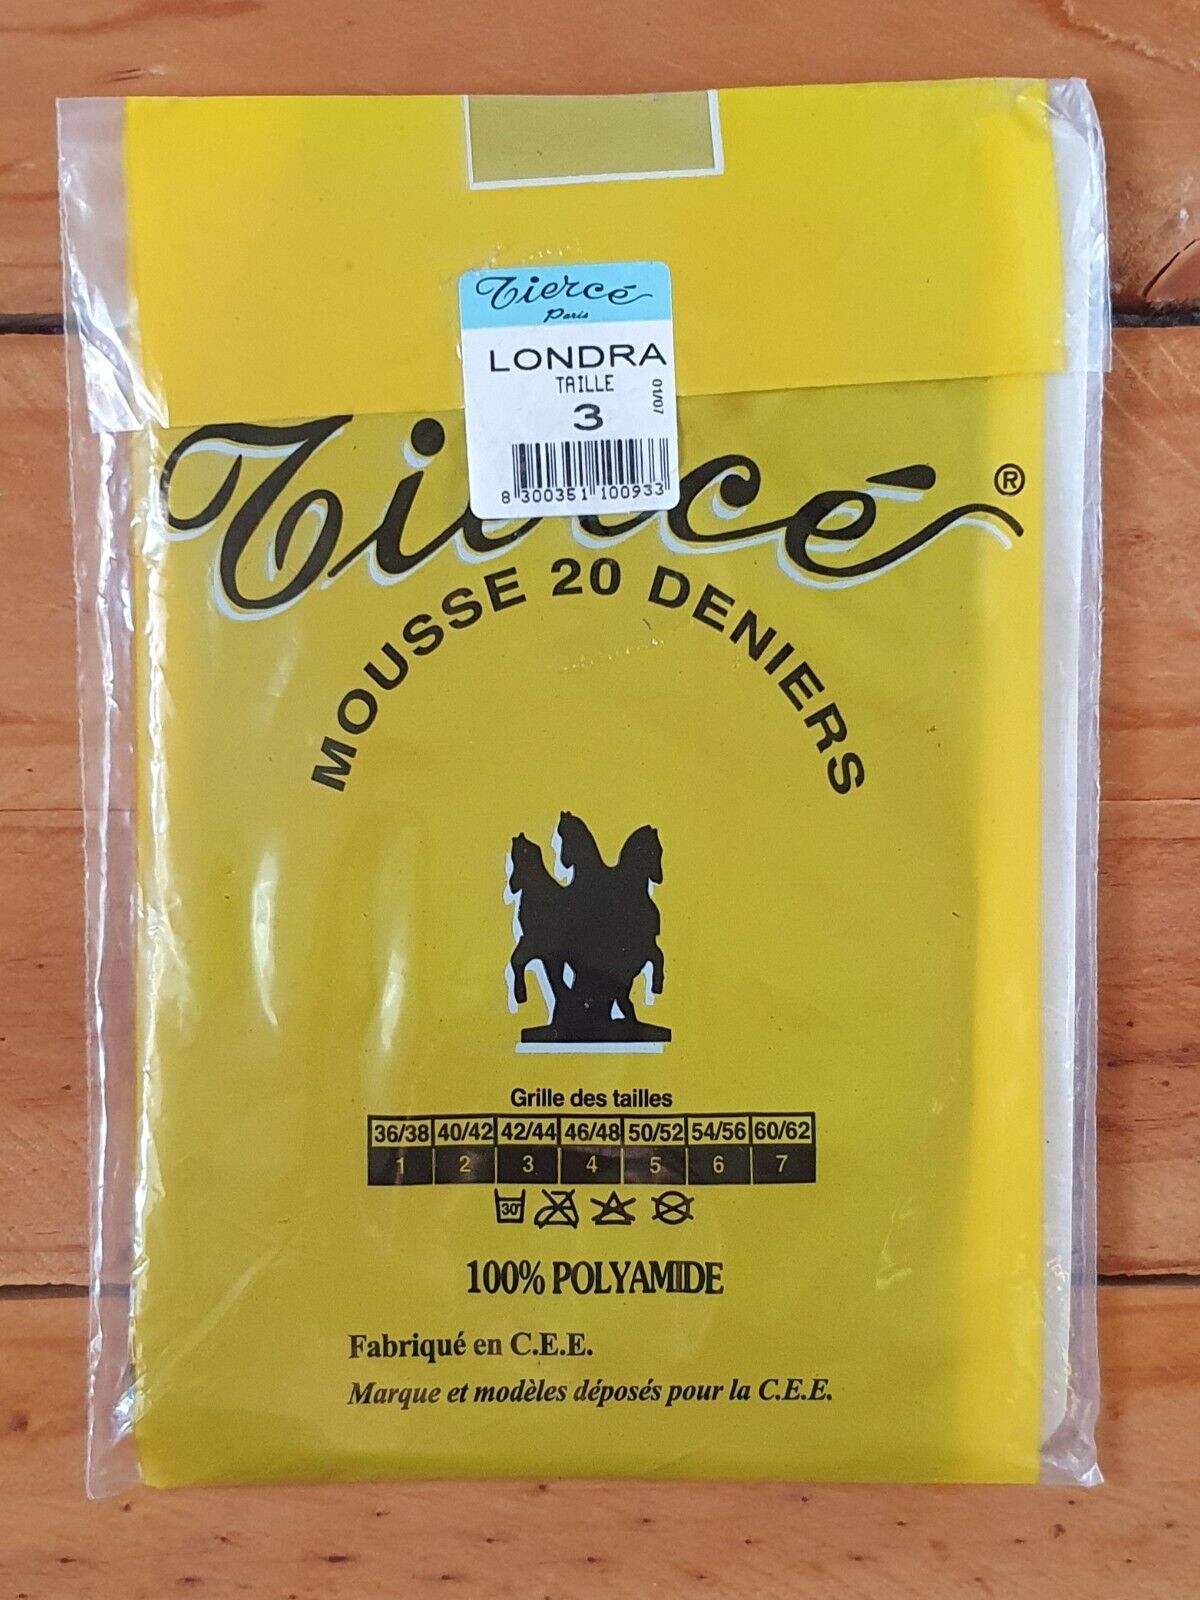 Tiercé
Paris
LONDRA
TAILLE
01/07
3
8 300351 100933
Tiercé ®
MOUSSE 20 DENIERS
Grille des tailles
36/38 40/42 42/44 46/48 50/52 54/56 60/62
1 2 3 4 5 6 7
30°
100% POLYAMIDE
Fabriqué en C.E.E.
Marque et modèles déposés pour la C.E.E.